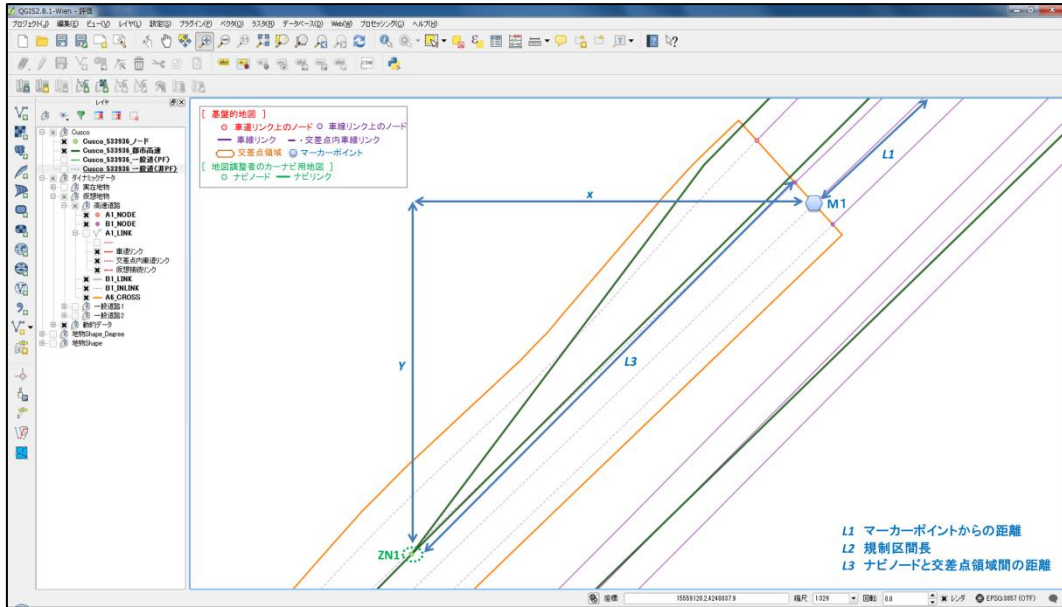 QGIS2.8.1-Wien - 評価
プロジェクト(J) 編集(E) ビュー(V) レイヤ(L) 設定(S) プラグイン(P) ベクタ(O) ラスタ(R) データベース(D) Web(W) プロセッシング(C) ヘルプ(H)
レイヤ
Cusco
Cusco_533936_ノード
Cusco_533936_都市高速
Cusco_533936_一般道(PF)
Cusco_533936_一般道(非PF)
ダイナミックデータ
実在地物
仮想地物
高速道路
A1_NODE
B1_NODE
A1_LINK
車道リンク
交差点内車道リンク
仮想接続リンク
B1_LINK
B1_INLINK
A6_CROSS
一般道路1
一般道路2
動的データ
地物Shape_Degree
地物Shape
[ 基盤的地図 ]
車道リンク上のノード 車線リンク上のノード
車線リンク 交差点内車線リンク
交差点領域 マーカーポイント
[ 地図調整者のカーナビ用地図 ]
ナビノード ナビリンク
L1
x
M1
Y
L3
ZN1
L1 マーカーポイントからの距離
L2 規制区間長
L3 ナビノードと交差点領域間の距離
座標 15559120.2,4248837.9 縮尺 1:329 回転 0.0 レンダ EPSG:3857 (OTF)